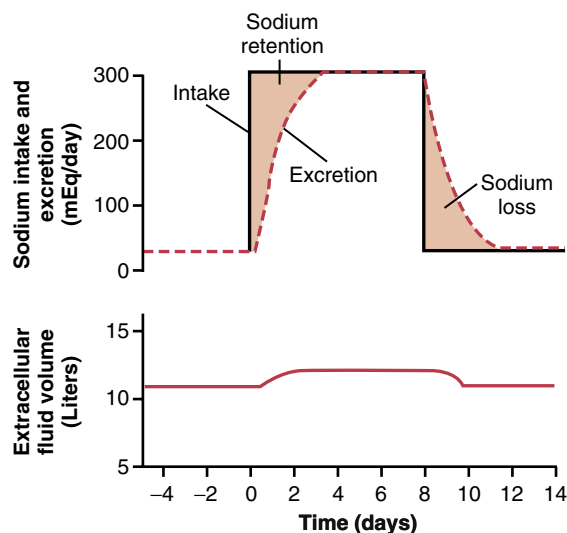 Sodium
retention
Sodium intake and
excretion
(mEq/day)
300
200
100
0
Intake
Excretion
Sodium
loss
Extracellular
fluid volume
(Liters)
15
10
5
−4 −2 0 2 4 6 8 10 12 14
Time (days)